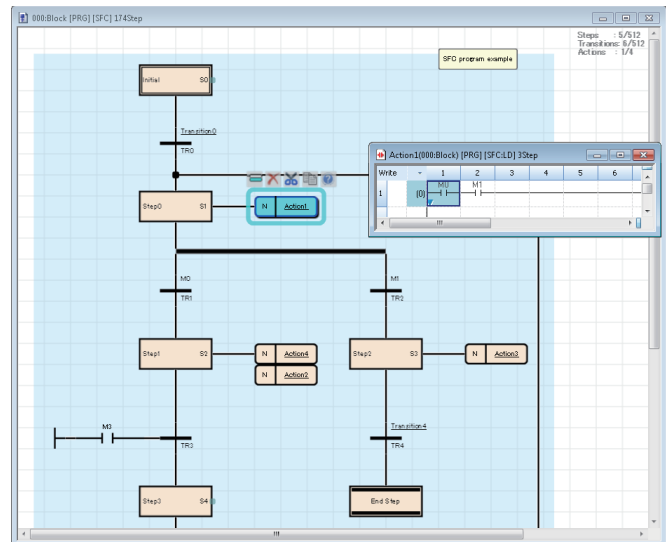 000:Block [PRG] [SFC] 174Step
Steps : 5/512
Transitions: 6/512
Actions : 1/4
SFC program example
Initial S0
Transition0
TR0
Action1(000:Block) [PRG] [SFC:LD] 3Step
Write 1 2 3 4 5 6
M0 M1
1 (0)
Step0 S1
N Action1
M0 M1
TR1 TR2
Step1 S2
N Action4
Step2 S3
N Action3
N Action2
M3
Transition4
TR3 TR4
Step3 S4
End Step